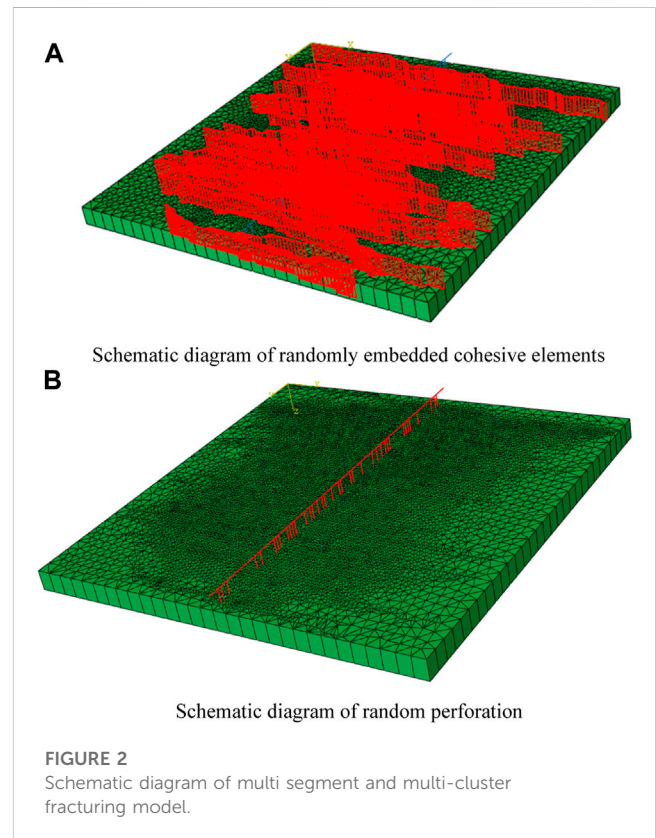 A
Schematic diagram of randomly embedded cohesive elements
B
Schematic diagram of random perforation
FIGURE 2
Schematic diagram of multi segment and multi-cluster
fracturing model.